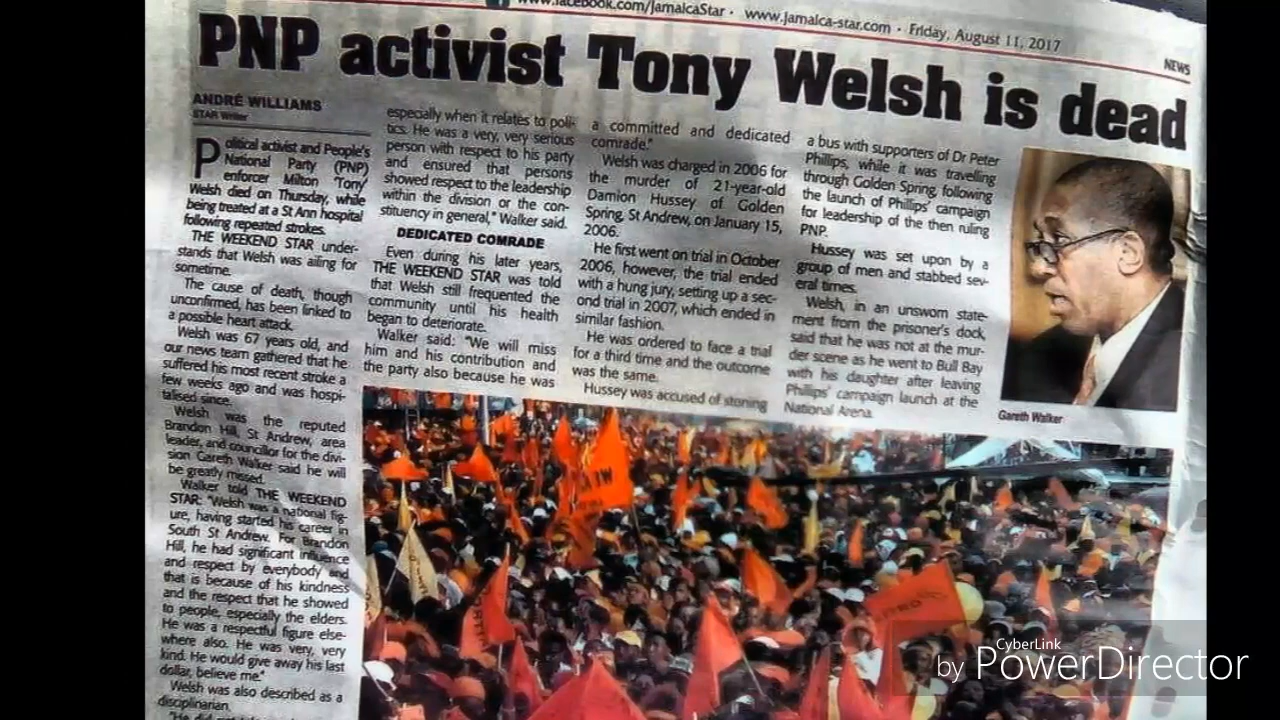 www.facebook.com/JamaicaStar • www.jamaica-star.com • Friday, August 11, 2017
NEWS
PNP activist Tony Welsh is dead
ANDRÉ WILLIAMS
STAR Writer
Political activist and People's
National Party (PNP)
enforcer Milton 'Tony'
Welsh died on Thursday, while
being treated at a St Ann hospital
following repeated strokes.
THE WEEKEND STAR under-
stands that Welsh was ailing for
sometime.
The cause of death, though
unconfirmed, has been linked to
a possible heart attack.
Welsh was 67 years old, and
our news team gathered that he
suffered his most recent stroke a
few weeks ago and was hospi-
talised since.
Welsh was the reputed
Brandon Hill, St Andrew, area
leader, and councillor for the divi-
sion Gareth Walker said he will
be greatly missed.
Walker told THE WEEKEND
STAR: "Welsh was a national fig-
ure, having started his career in
South St Andrew. For Brandon
Hill, he had significant influence
and respect by everybody and
that is because of his kindness
and the respect that he showed
to people, especially the elders.
He was a respectful figure else-
where also. He was very, very
kind. He would give away his last
dollar, believe me."
Welsh was also described as a
disciplinarian.
"He did not
especially when it relates to poli-
tics. He was a very, very serious
person with respect to his party
and ensured that persons
showed respect to the leadership
within the division or the con-
stituency in general," Walker said.
DEDICATED COMRADE
Even during his later years,
THE WEEKEND STAR was told
that Welsh still frequented the
community until his health
began to deteriorate.
Walker said: "We will miss
him and his contribution and
the party also because he was
a committed and dedicated
comrade."
Welsh was charged in 2006 for
the murder of 21-year-old
Damion Hussey of Golden
Spring, St Andrew, on January 15,
2006.
He first went on trial in October
2006, however, the trial ended
with a hung jury, setting up a sec-
ond trial in 2007, which ended in
similar fashion.
He was ordered to face a trial
for a third time and the outcome
was the same.
Hussey was accused of stoning
a bus with supporters of Dr Peter
Phillips, while it was travelling
through Golden Spring, following
the launch of Phillips' campaign
for leadership of the then ruling
PNP.
Hussey was set upon by a
group of men and stabbed sev-
eral times.
Welsh, in an unsworn state-
ment from the prisoner's dock,
said that he was not at the mur-
der scene as he went to Bull Bay
with his daughter after leaving
Phillips' campaign launch at the
National Arena.
Gareth Walker
CyberLink
by PowerDirector